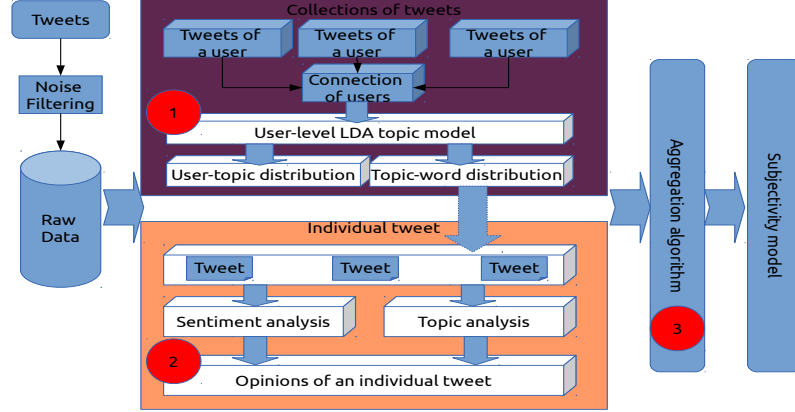 Tweets
Noise
Filtering
Raw
Data
Collections of tweets
Tweets of
a user
Tweets of
a user
Tweets of
a user
Connection
of users
1
User-level LDA topic model
User-topic distribution
Topic-word distribution
Individual tweet
Tweet
Tweet
Tweet
Sentiment analysis
Topic analysis
2
Opinions of an individual tweet
Aggregation algorithm
3
Subjectivity model